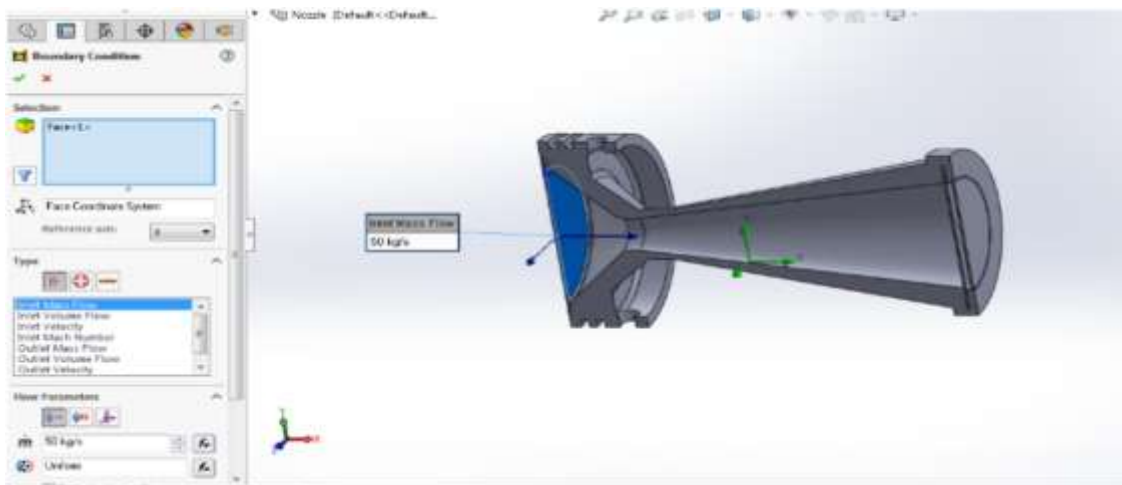 Nozzle (Default<<Default...
Boundary Condition
Selection
Face<1>
Face Coordinate System
Reference axis:
X
Type
Inlet Mass Flow
Inlet Volume Flow
Inlet Velocity
Inlet Mach Number
Outlet Mass Flow
Outlet Volume Flow
Outlet Velocity
Flow Parameters
50 kg/s
Uniform
Inlet Mass Flow
50 kg/s